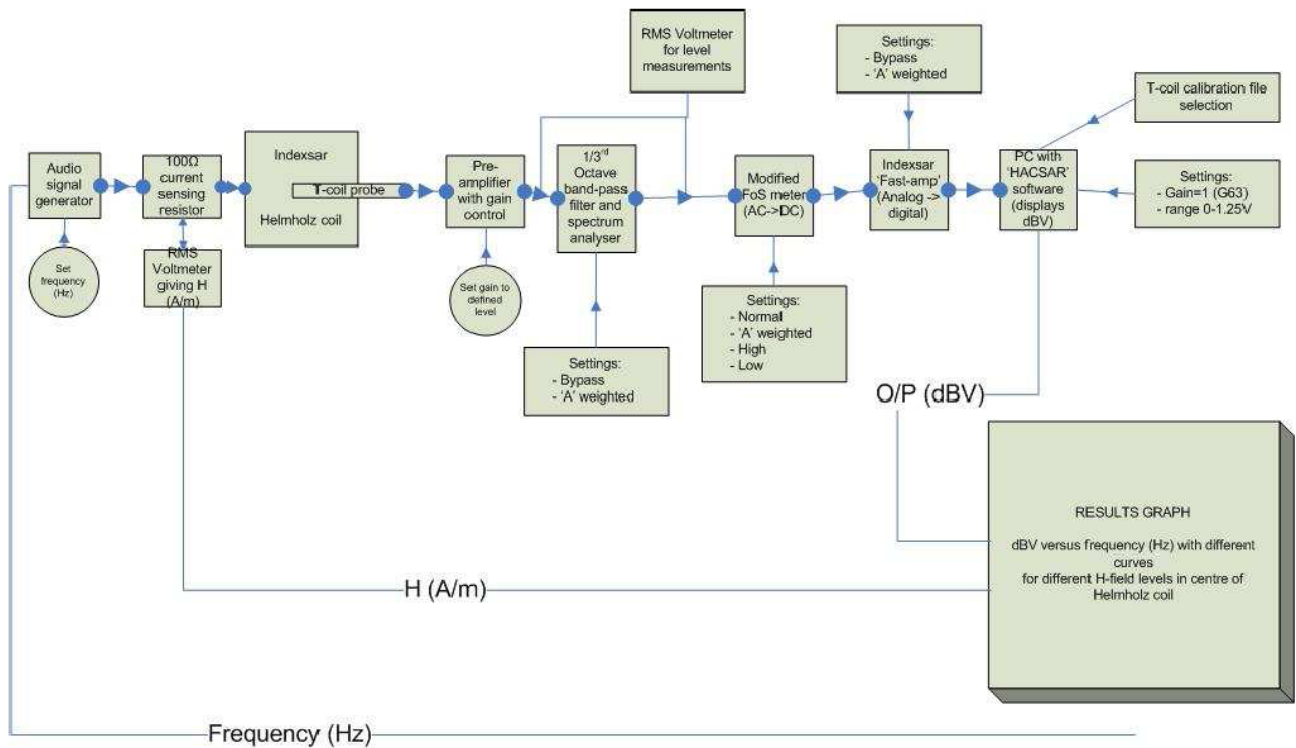 RMS Voltmeter
for level
measurements
Settings:
- Bypass
- 'A' weighted
T-coil calibration file
selection
Audio
signal
generator
100Ω
current
sensing
resistor
Indexsar
T-coil probe
Helmholz coil
Pre-
amplifier
with gain
control
1/3rd
Octave
band-pass
filter and
spectrum
analyser
Modified
FoS meter
(AC->DC)
Indexsar
'Fast-amp'
(Analog ->
digital)
PC with
'HACSAR'
software
(displays
dBV)
Settings:
- Gain=1 (G63)
- range 0-1.25V
Set
frequency
(Hz)
RMS
Voltmeter
giving H
(A/m)
Set gain to
defined
level
Settings:
- Bypass
- 'A' weighted
Settings:
- Normal
- 'A' weighted
- High
- Low
O/P (dBV)
RESULTS GRAPH
dBV versus frequency (Hz) with different
curves
for different H-field levels in centre of
Helmholz coil
H (A/m)
Frequency (Hz)